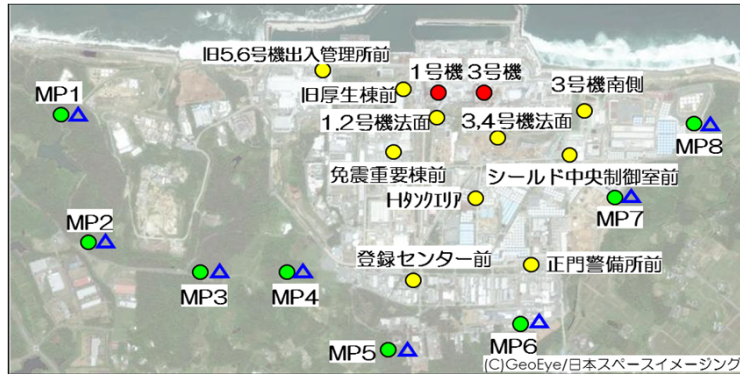 旧5.6号機出入管理所前
1号機
3号機
MP1
旧厚生棟前
3号機南側
1.2号機法面
3,4号機法面
MP8
免震重要棟前
シールド中央制御室前
Hタンクエリア
MP7
MP2
登録センター前
正門警備所前
MP3
MP4
MP6
MP5
(C)GeoEye/日本スペースイメージング